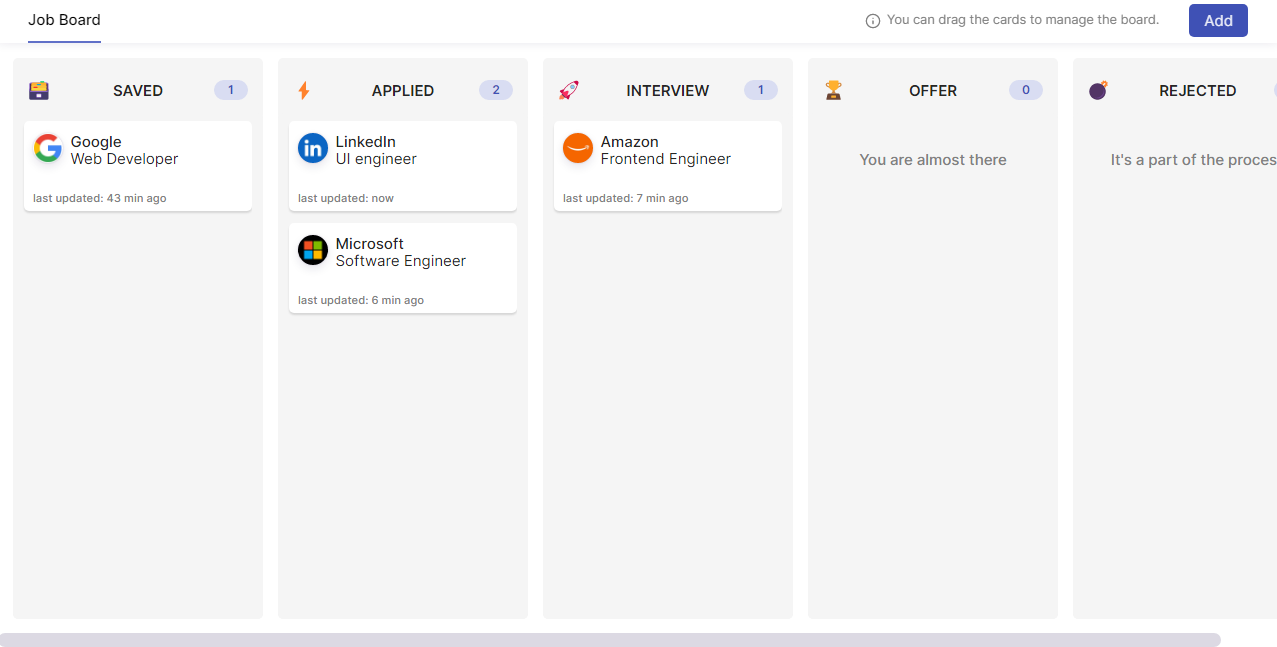 Job Board
You can drag the cards to manage the board.
Add
SAVED
1
Google
Web Developer
last updated: 43 min ago
APPLIED
2
LinkedIn
UI engineer
last updated: now
Microsoft
Software Engineer
last updated: 6 min ago
INTERVIEW
1
Amazon
Frontend Engineer
last updated: 7 min ago
OFFER
0
You are almost there
REJECTED
It's a part of the proces